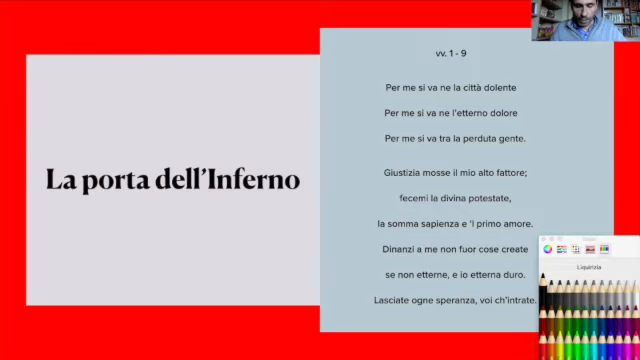 La porta dell'Inferno
vv. 1 - 9
Per me si va ne la città dolente
Per me si va ne l'etterno dolore
Per me si va tra la perduta gente.
Giustizia mosse il mio alto fattore;
fecemi la divina potestate,
la somma sapienza e 'l primo amore.
Dinanzi a me non fuor cose create
se non etterne, e io etterna duro.
Lasciate ogne speranza, voi ch'intrate.
Liquirizia